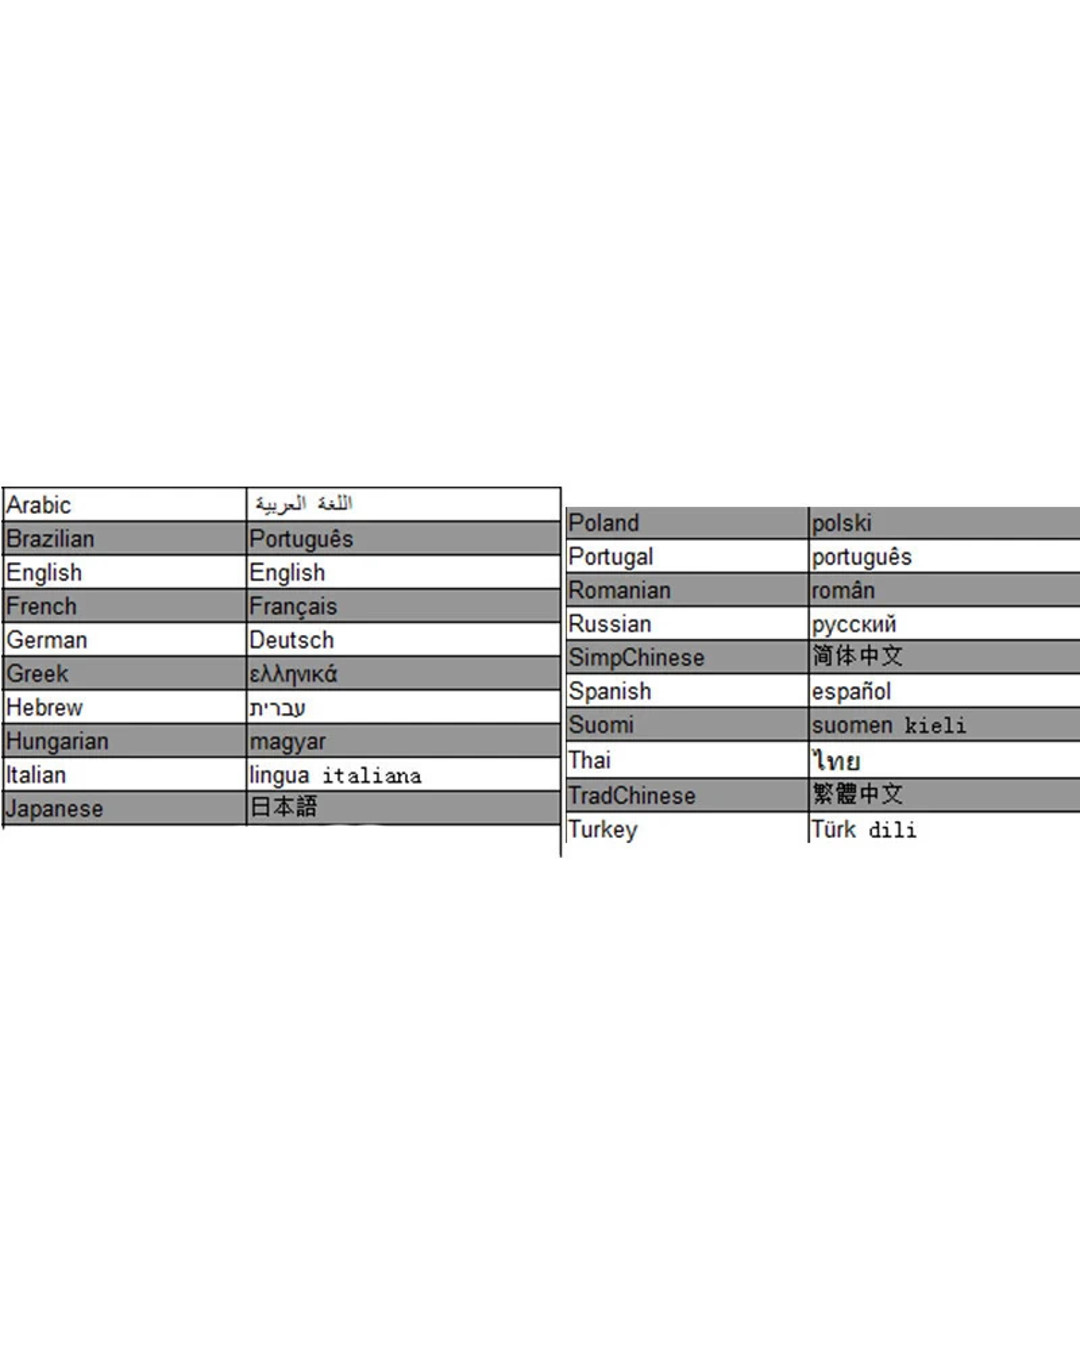 Arabic اللغة العربية
Brazilian Português
English English
French Français
German Deutsch
Greek ελληνικά
Hebrew עברית
Hungarian magyar
Italian lingua italiana
Japanese 日本語
Poland polski
Portugal português
Romanian român
Russian русский
SimpChinese 简体中文
Spanish español
Suomi suomen kieli
Thai ไทย
TradChinese 繁體中文
Turkey Türk dili